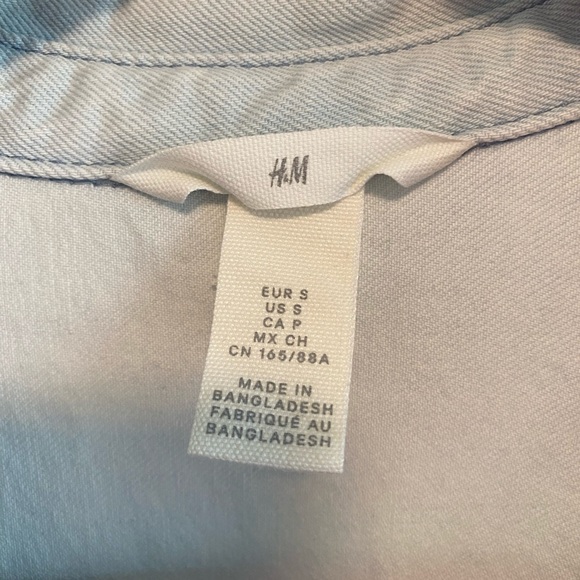 H&M
EUR S
US S
CA P
MX CH
CN 165/88A
MADE IN
BANGLADESH
FABRIQUÉ AU
BANGLADESH